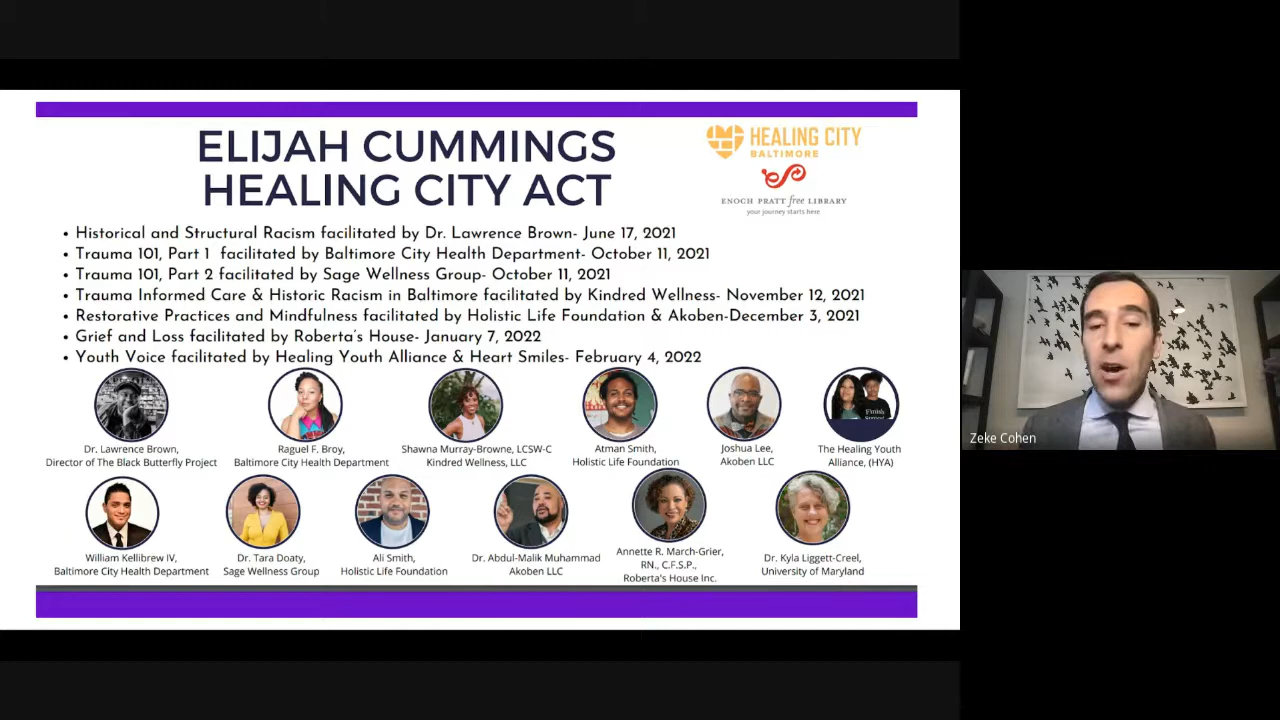 ELIJAH CUMMINGS
HEALING CITY ACT
HEALING CITY
BALTIMORE
ENOCH PRATT free LIBRARY
your journey starts here
• Historical and Structural Racism facilitated by Dr. Lawrence Brown- June 17, 2021
• Trauma 101, Part 1 facilitated by Baltimore City Health Department- October 11, 2021
• Trauma 101, Part 2 facilitated by Sage Wellness Group- October 11, 2021
• Trauma Informed Care & Historic Racism in Baltimore facilitated by Kindred Wellness- November 12, 2021
• Restorative Practices and Mindfulness facilitated by Holistic Life Foundation & Akoben-December 3, 2021
• Grief and Loss facilitated by Roberta's House- January 7, 2022
• Youth Voice facilitated by Healing Youth Alliance & Heart Smiles- February 4, 2022
Dr. Lawrence Brown,
Director of The Black Butterfly Project
Raguel F. Broy,
Baltimore City Health Department
Shawna Murray-Browne, LCSW-C
Kindred Wellness, LLC
Atman Smith,
Holistic Life Foundation
Joshua Lee,
Akoben LLC
The Healing Youth
Alliance, (HYA)
William Kellibrew IV,
Baltimore City Health Department
Dr. Tara Doaty,
Sage Wellness Group
Ali Smith,
Holistic Life Foundation
Dr. Abdul-Malik Muhammad
Akoben LLC
Annette R. March-Grier,
RN., C.F.S.P.,
Roberta's House Inc.
Dr. Kyla Liggett-Creel,
University of Maryland
Zeke Cohen